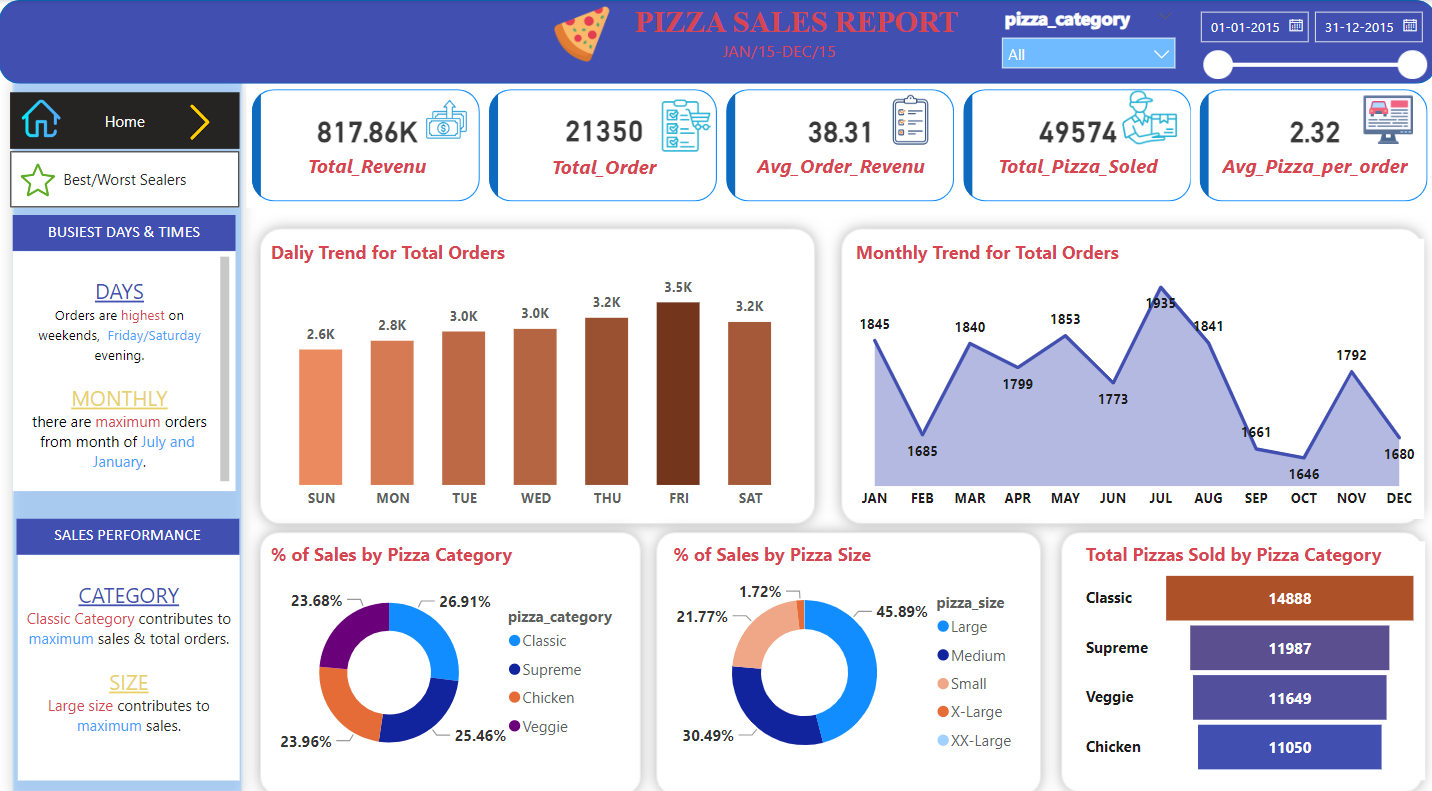 PIZZA SALES REPORT
JAN/15-DEC/15
pizza_category
All
01-01-2015
31-12-2015
Home
Best/Worst Sealers
817.86K
Total_Revenu
21350
Total_Order
38.31
Avg_Order_Revenu
49574
Total_Pizza_Soled
2.32
Avg_Pizza_per_order
BUSIEST DAYS & TIMES
DAYS
Orders are highest on
weekends, Friday/Saturday
evening.
MONTHLY
there are maximum orders
from month of July and
January.
SALES PERFORMANCE
CATEGORY
Classic Category contributes to
maximum sales & total orders.
SIZE
Large size contributes to
maximum sales.
Daliy Trend for Total Orders
2.6K
2.8K
3.0K
3.0K
3.2K
3.5K
3.2K
SUN MON TUE WED THU FRI SAT
Monthly Trend for Total Orders
1845
1685
1840
1799
1853
1773
1935
1841
1661
1646
1792
1680
JAN FEB MAR APR MAY JUN JUL AUG SEP OCT NOV DEC
% of Sales by Pizza Category
23.68%
26.91%
23.96%
25.46%
pizza_category
Classic
Supreme
Chicken
Veggie
% of Sales by Pizza Size
1.72%
21.77%
45.89%
30.49%
pizza_size
Large
Medium
Small
X-Large
XX-Large
Total Pizzas Sold by Pizza Category
Classic 14888
Supreme 11987
Veggie 11649
Chicken 11050